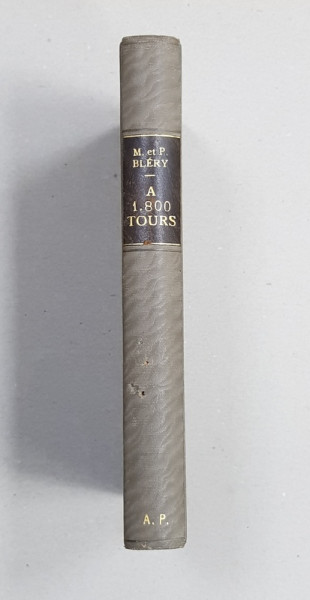 M. et P.
BLÉRY
—
A
1.800
TOURS
A. P.